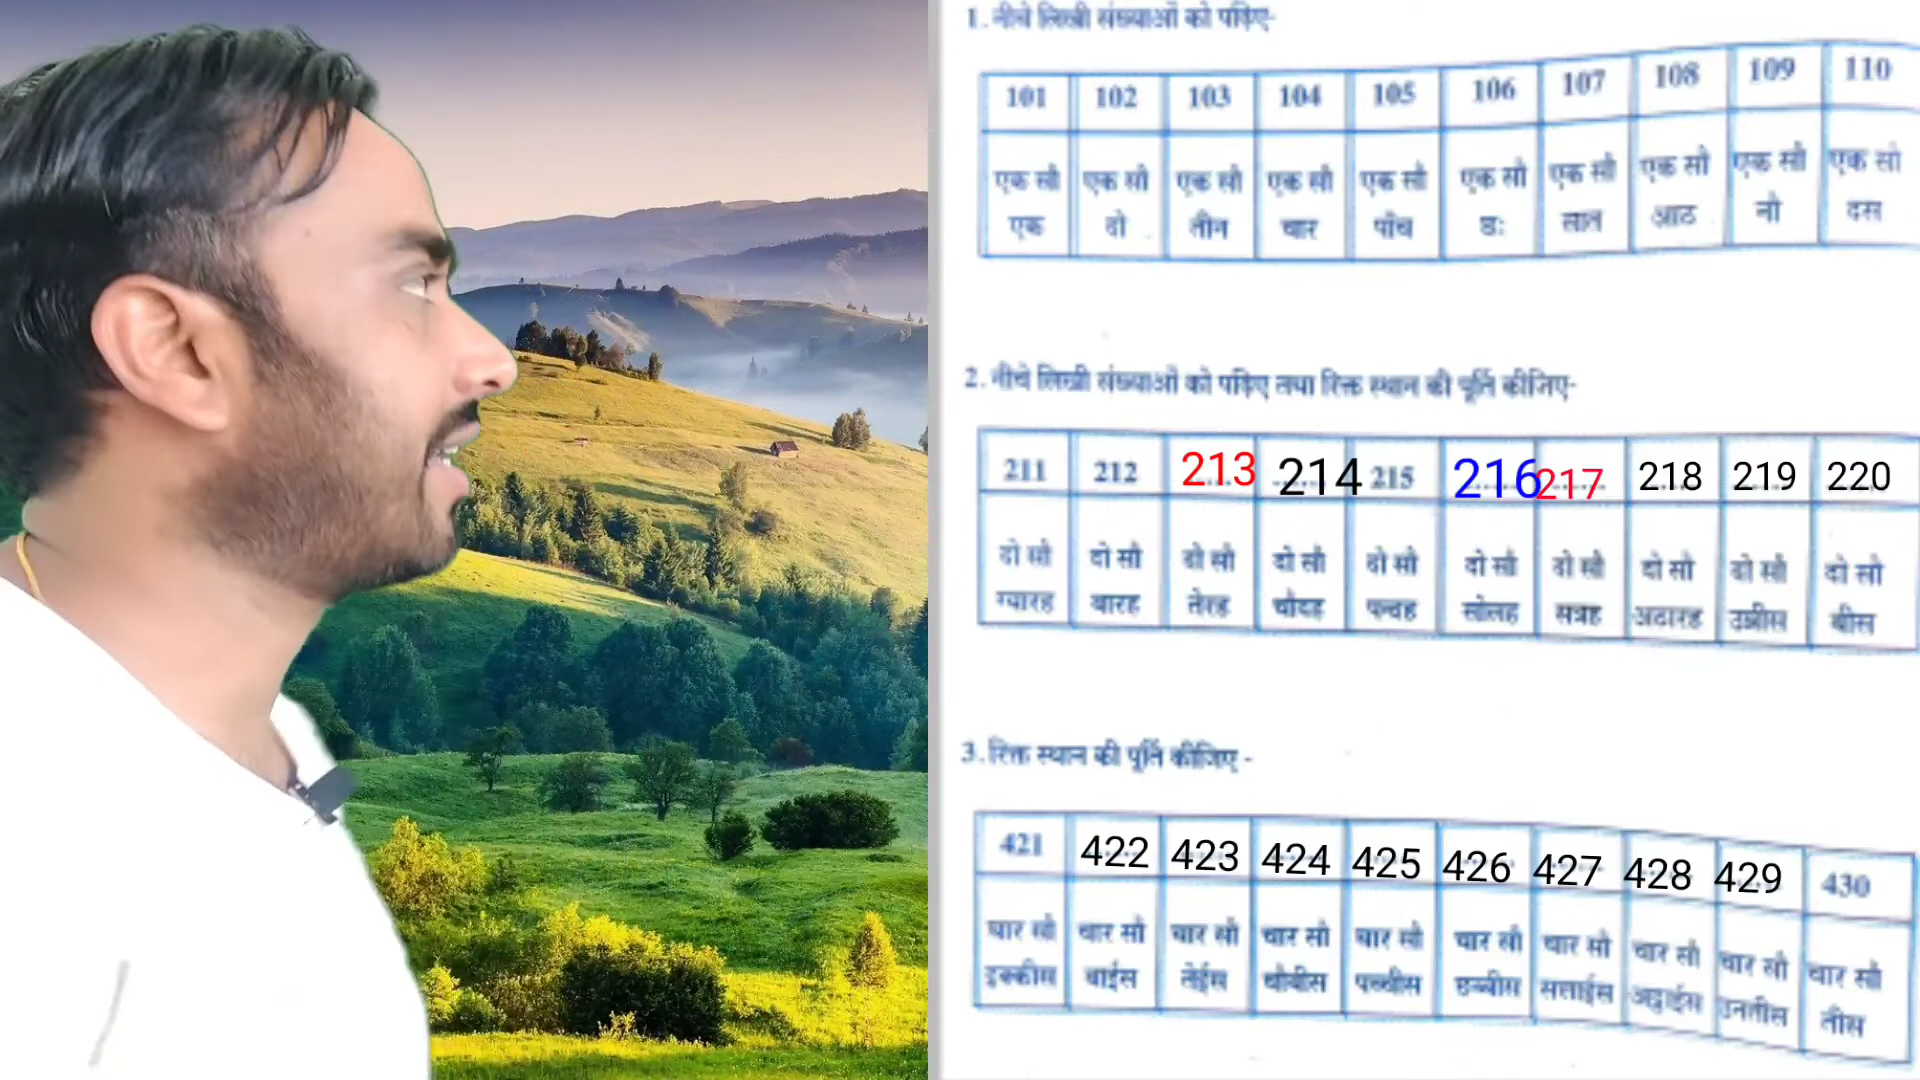 1. नीचे लिखी संख्याओं को पढ़िए-
101 102 103 104 105 106 107 108 109 110
एक सौ एक सौ एक सौ एक सौ एक सौ एक सौ एक सौ एक सौ एक सौ एक सौ
एक दो तीन चार पाँच छः सात आठ नौ दस
2. नीचे लिखी संख्याओं को पढ़िए तथा रिक्त स्थान की पूर्ति कीजिए-
211 212 213 214 215 216 217 218 219 220
दो सौ दो सौ दो सौ दो सौ दो सौ दो सौ दो सौ दो सौ दो सौ दो सौ
ग्यारह बारह तेरह चौदह पन्द्रह सोलह सत्रह अठारह उन्नीस बीस
3. रिक्त स्थान की पूर्ति कीजिए -
421 422 423 424 425 426 427 428 429 430
चार सौ चार सौ चार सौ चार सौ चार सौ चार सौ चार सौ चार सौ चार सौ चार सौ
इक्कीस बाईस तेईस चौबीस पच्चीस छब्बीस सत्ताईस अट्ठाईस उनतीस तीस